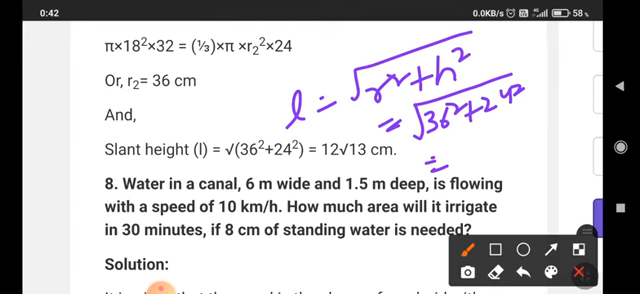 0:42 0.0KB/s 4G 58%
π×18²×32 = (⅓)×π ×r₂²×24
Or, r₂= 36 cm
And,
l = √r²+h²
= √36²+24²
=
Slant height (l) = √(36²+24²) = 12√13 cm.
8. Water in a canal, 6 m wide and 1.5 m deep, is flowing
with a speed of 10 km/h. How much area will it irrigate
in 30 minutes, if 8 cm of standing water is needed?
Solution: